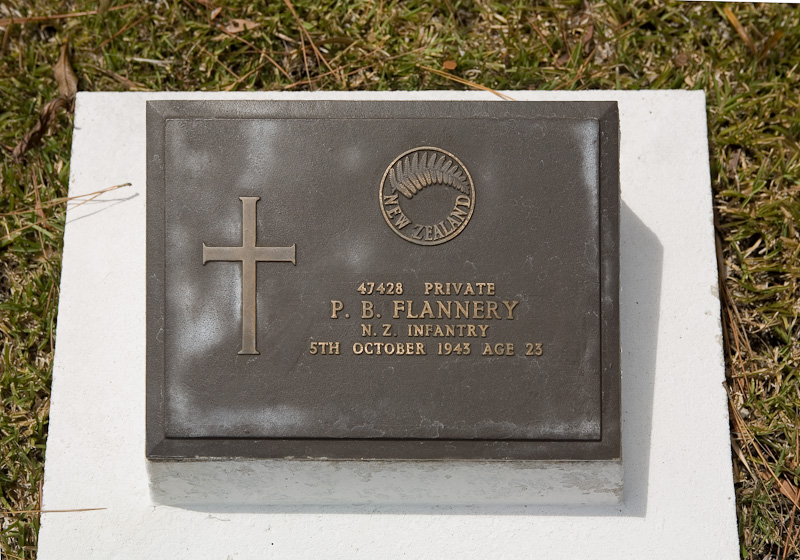 NEW ZEALAND
47428 PRIVATE
P. B. FLANNERY
N. Z. INFANTRY
5TH OCTOBER 1943 AGE 23